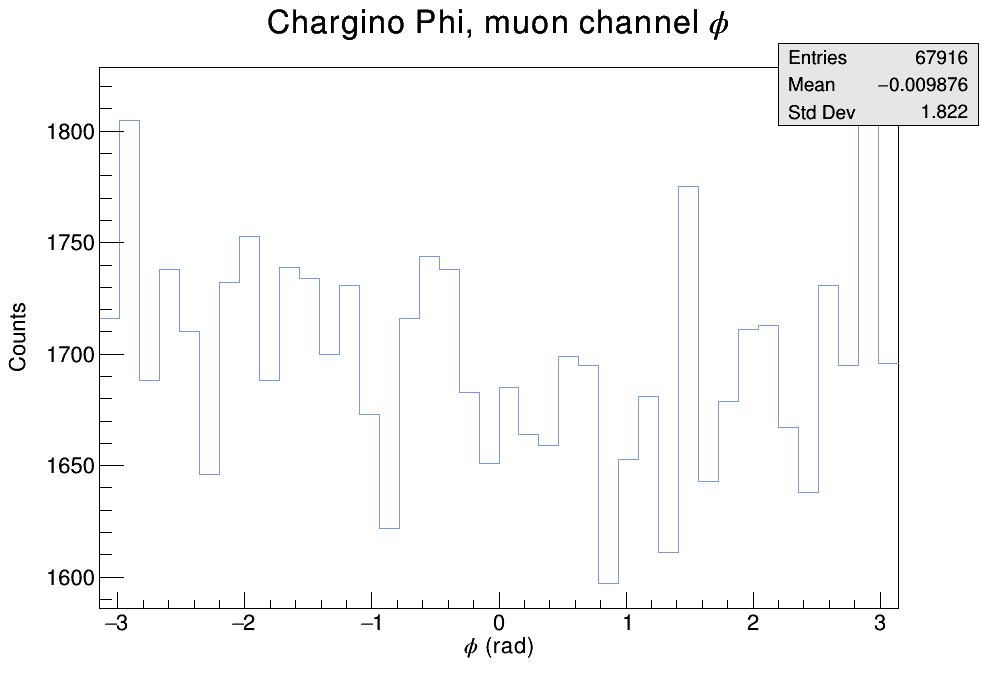 Chargino Phi, muon channel ϕ
Entries 67916
Mean −0.009876
Std Dev 1.822
Counts
1800
1750
1700
1650
1600
−3 −2 −1 0 1 2 3
ϕ (rad)